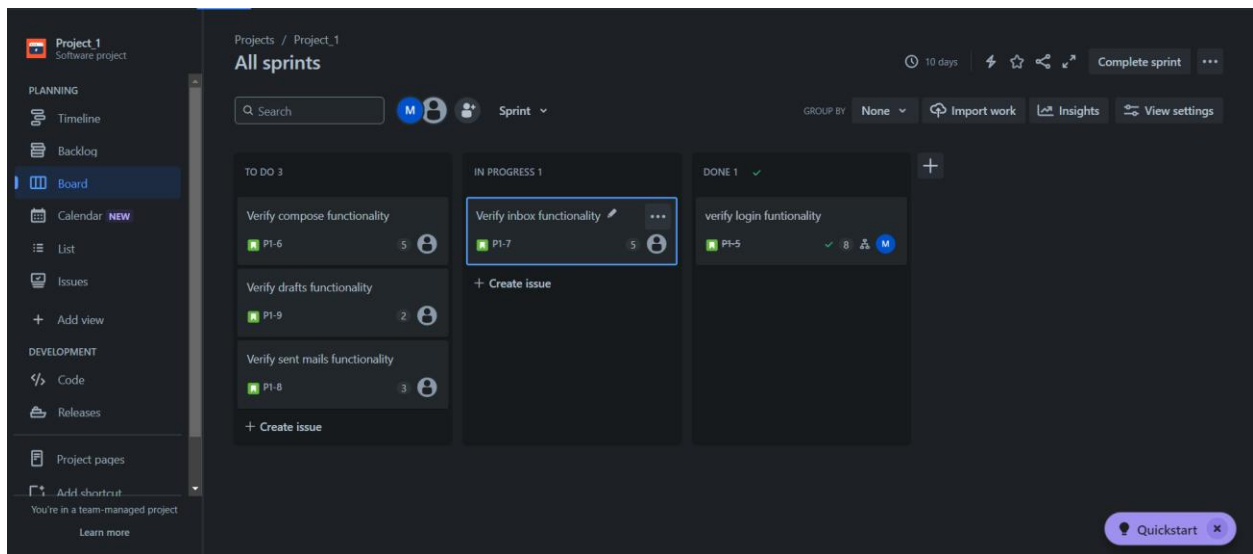 Project_1
Software project
PLANNING
Timeline
Backlog
Board
Calendar NEW
List
Issues
+ Add view
DEVELOPMENT
</> Code
Releases
Project pages
Add shortcut
You're in a team-managed project
Learn more
Projects / Project_1
All sprints
10 days
Complete sprint
Search
M
Sprint
GROUP BY None
Import work
Insights
View settings
TO DO 3
Verify compose functionality
P1-6 5
Verify drafts functionality
P1-9 2
Verify sent mails functionality
P1-8 3
+ Create issue
IN PROGRESS 1
Verify inbox functionality
P1-7 5
+ Create issue
DONE 1
verify login funtionality
P1-5 8 M
Quickstart